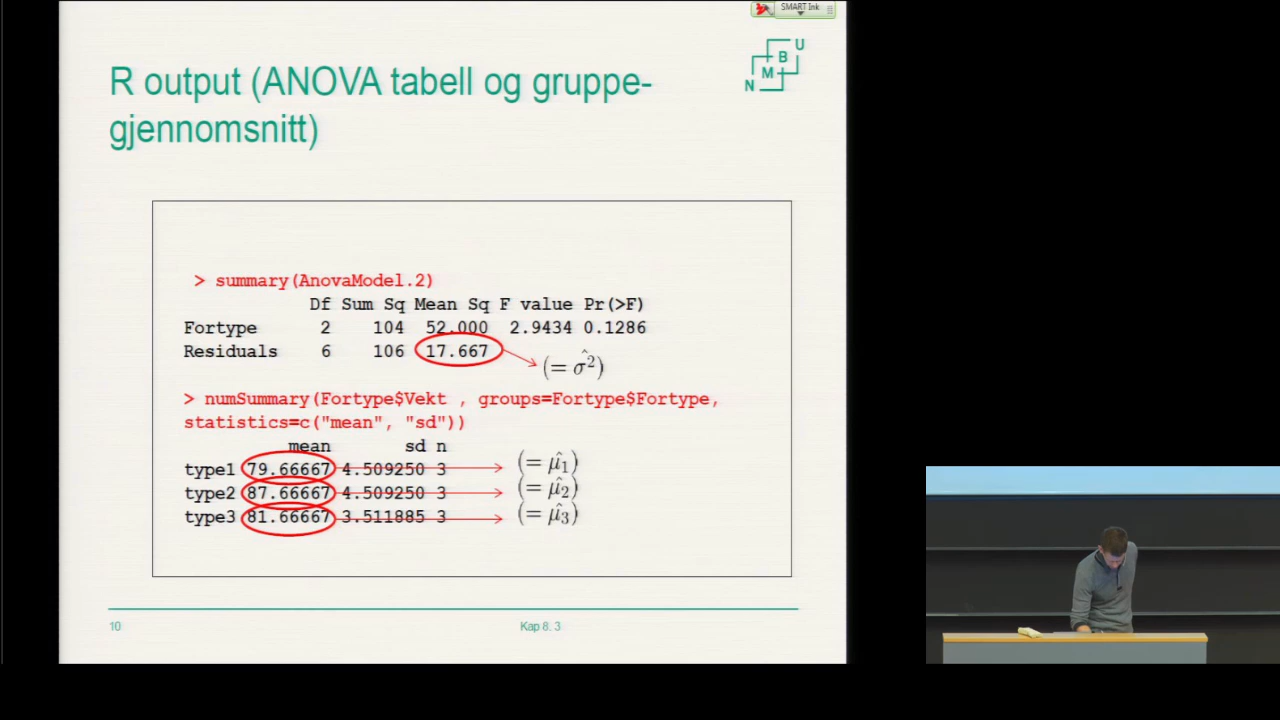 SMART Ink
U
B
M
N
R output (ANOVA tabell og gruppe-
gjennomsnitt)
> summary(AnovaModel.2)
Df Sum Sq Mean Sq F value Pr(>F)
Fortype 2 104 52.000 2.9434 0.1286
Residuals 6 106 17.667
(= σ̂²)
> numSummary(Fortype$Vekt , groups=Fortype$Fortype,
statistics=c("mean", "sd"))
mean sd n
type1 79.66667 4.509250 3 (= μ̂₁)
type2 87.66667 4.509250 3 (= μ̂₂)
type3 81.66667 3.511885 3 (= μ̂₃)
10 Kap 8. 3